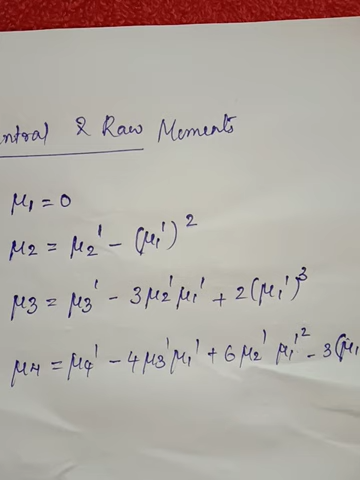 ntral & Raw Moments
μ1 = 0
μ2 = μ2' - (μ1')2
μ3 = μ3' - 3μ2'μ1' + 2(μ1')3
μ4 = μ4' - 4μ3'μ1' + 6μ2' μ1'2 - 3(μ1